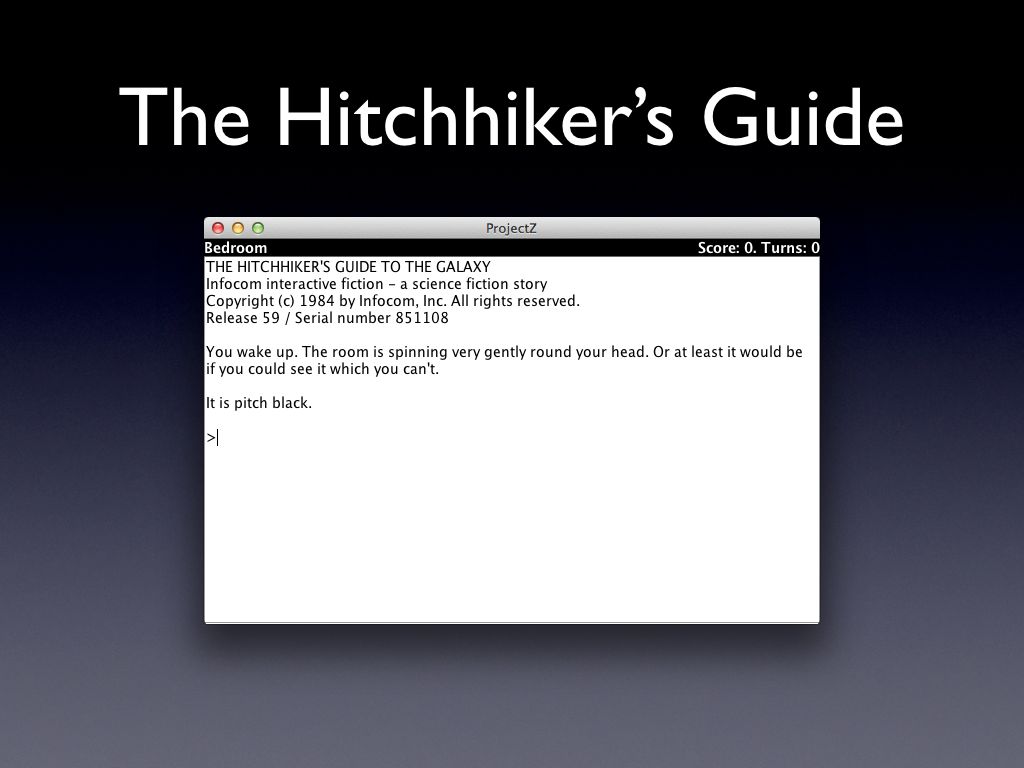 The Hitchhiker’s Guide
ProjectZ
Bedroom Score: 0. Turns: 0
THE HITCHHIKER'S GUIDE TO THE GALAXY
Infocom interactive fiction - a science fiction story
Copyright (c) 1984 by Infocom, Inc. All rights reserved.
Release 59 / Serial number 851108
You wake up. The room is spinning very gently round your head. Or at least it would be
if you could see it which you can't.
It is pitch black.
>